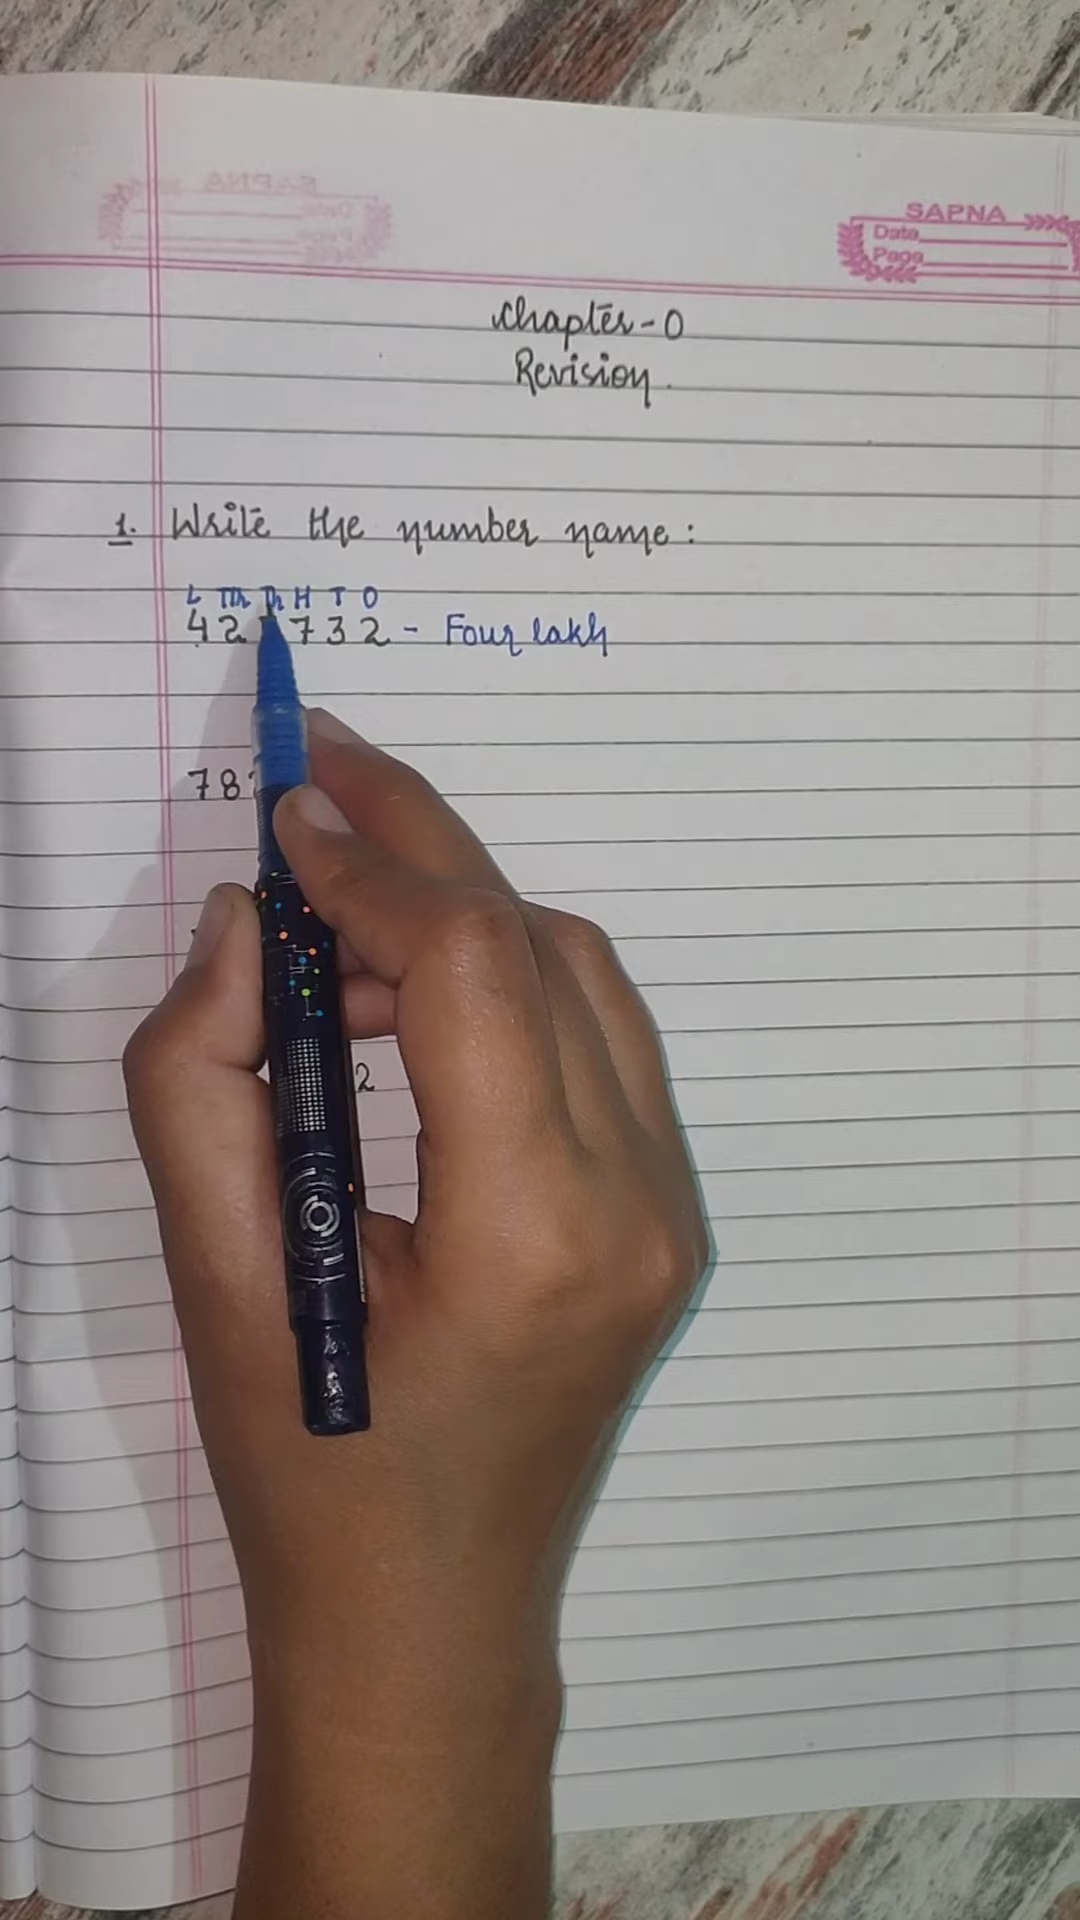 SAPNA
Date
Page
Chapter-0
Revision.
1. Write the number name:
L Tth Th H T O
42 732 - Four lakh
78
2